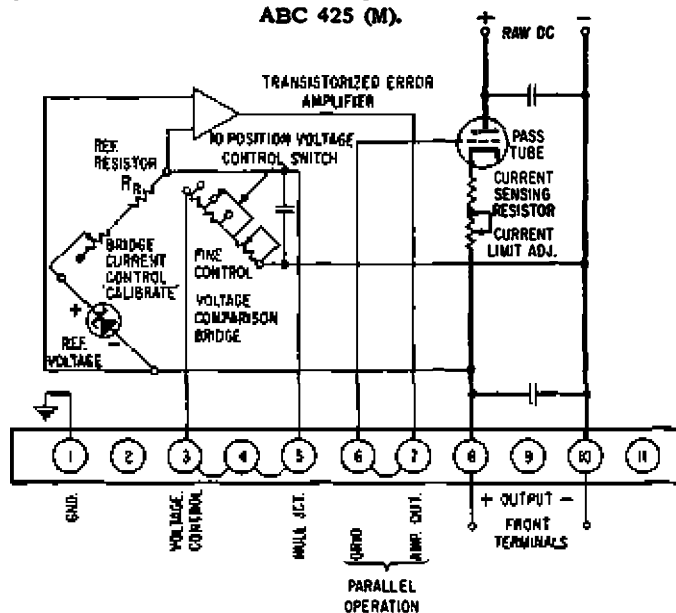 ABC 425 (M).
+ -
RAW DC
TRANSISTORIZED ERROR
AMPLIFIER
REF.
RESISTOR
RR
10 POSITION VOLTAGE
CONTROL SWITCH
PASS
TUBE
CURRENT
SENSING
RESISTOR
CURRENT
LIMIT ADJ.
BRIDGE
CURRENT
CONTROL
CALIBRATE
FINE
CONTROL
VOLTAGE
COMPARISON
BRIDGE
+
-
REF.
VOLTAGE
1 2 3 4 5 6 7 8 9 10 11
GND.
VOLTAGE
CONTROL
NULL JCT.
GRID
AMP. OUT.
+ OUTPUT -
FRONT
TERMINALS
PARALLEL
OPERATION